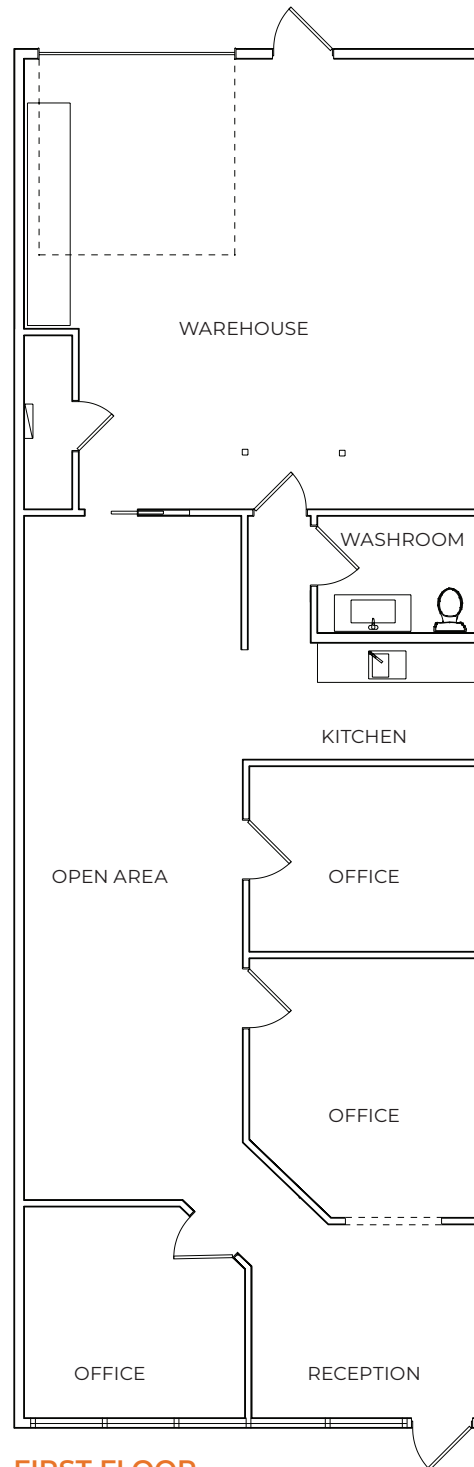 WAREHOUSE
WASHROOM
KITCHEN
OPEN AREA
OFFICE
OFFICE
OFFICE
RECEPTION
FIRST FLOOR